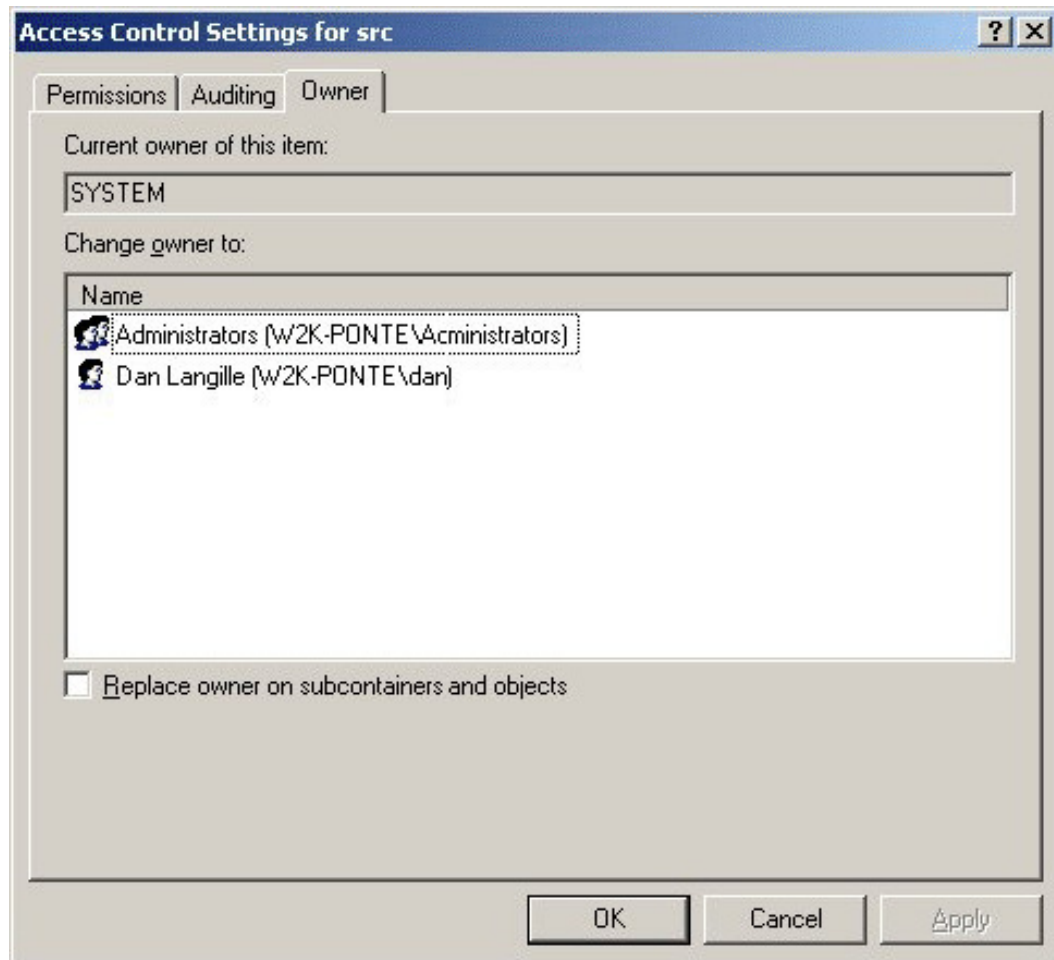 Access Control Settings for src
Permissions Auditing Owner
Current owner of this item:
SYSTEM
Change owner to:
Name
Administrators (W2K-PONTE\Acministrators)
Dan Langille (W2K-PONTE\dan)
Replace owner on subcontainers and objects
OK Cancel Apply